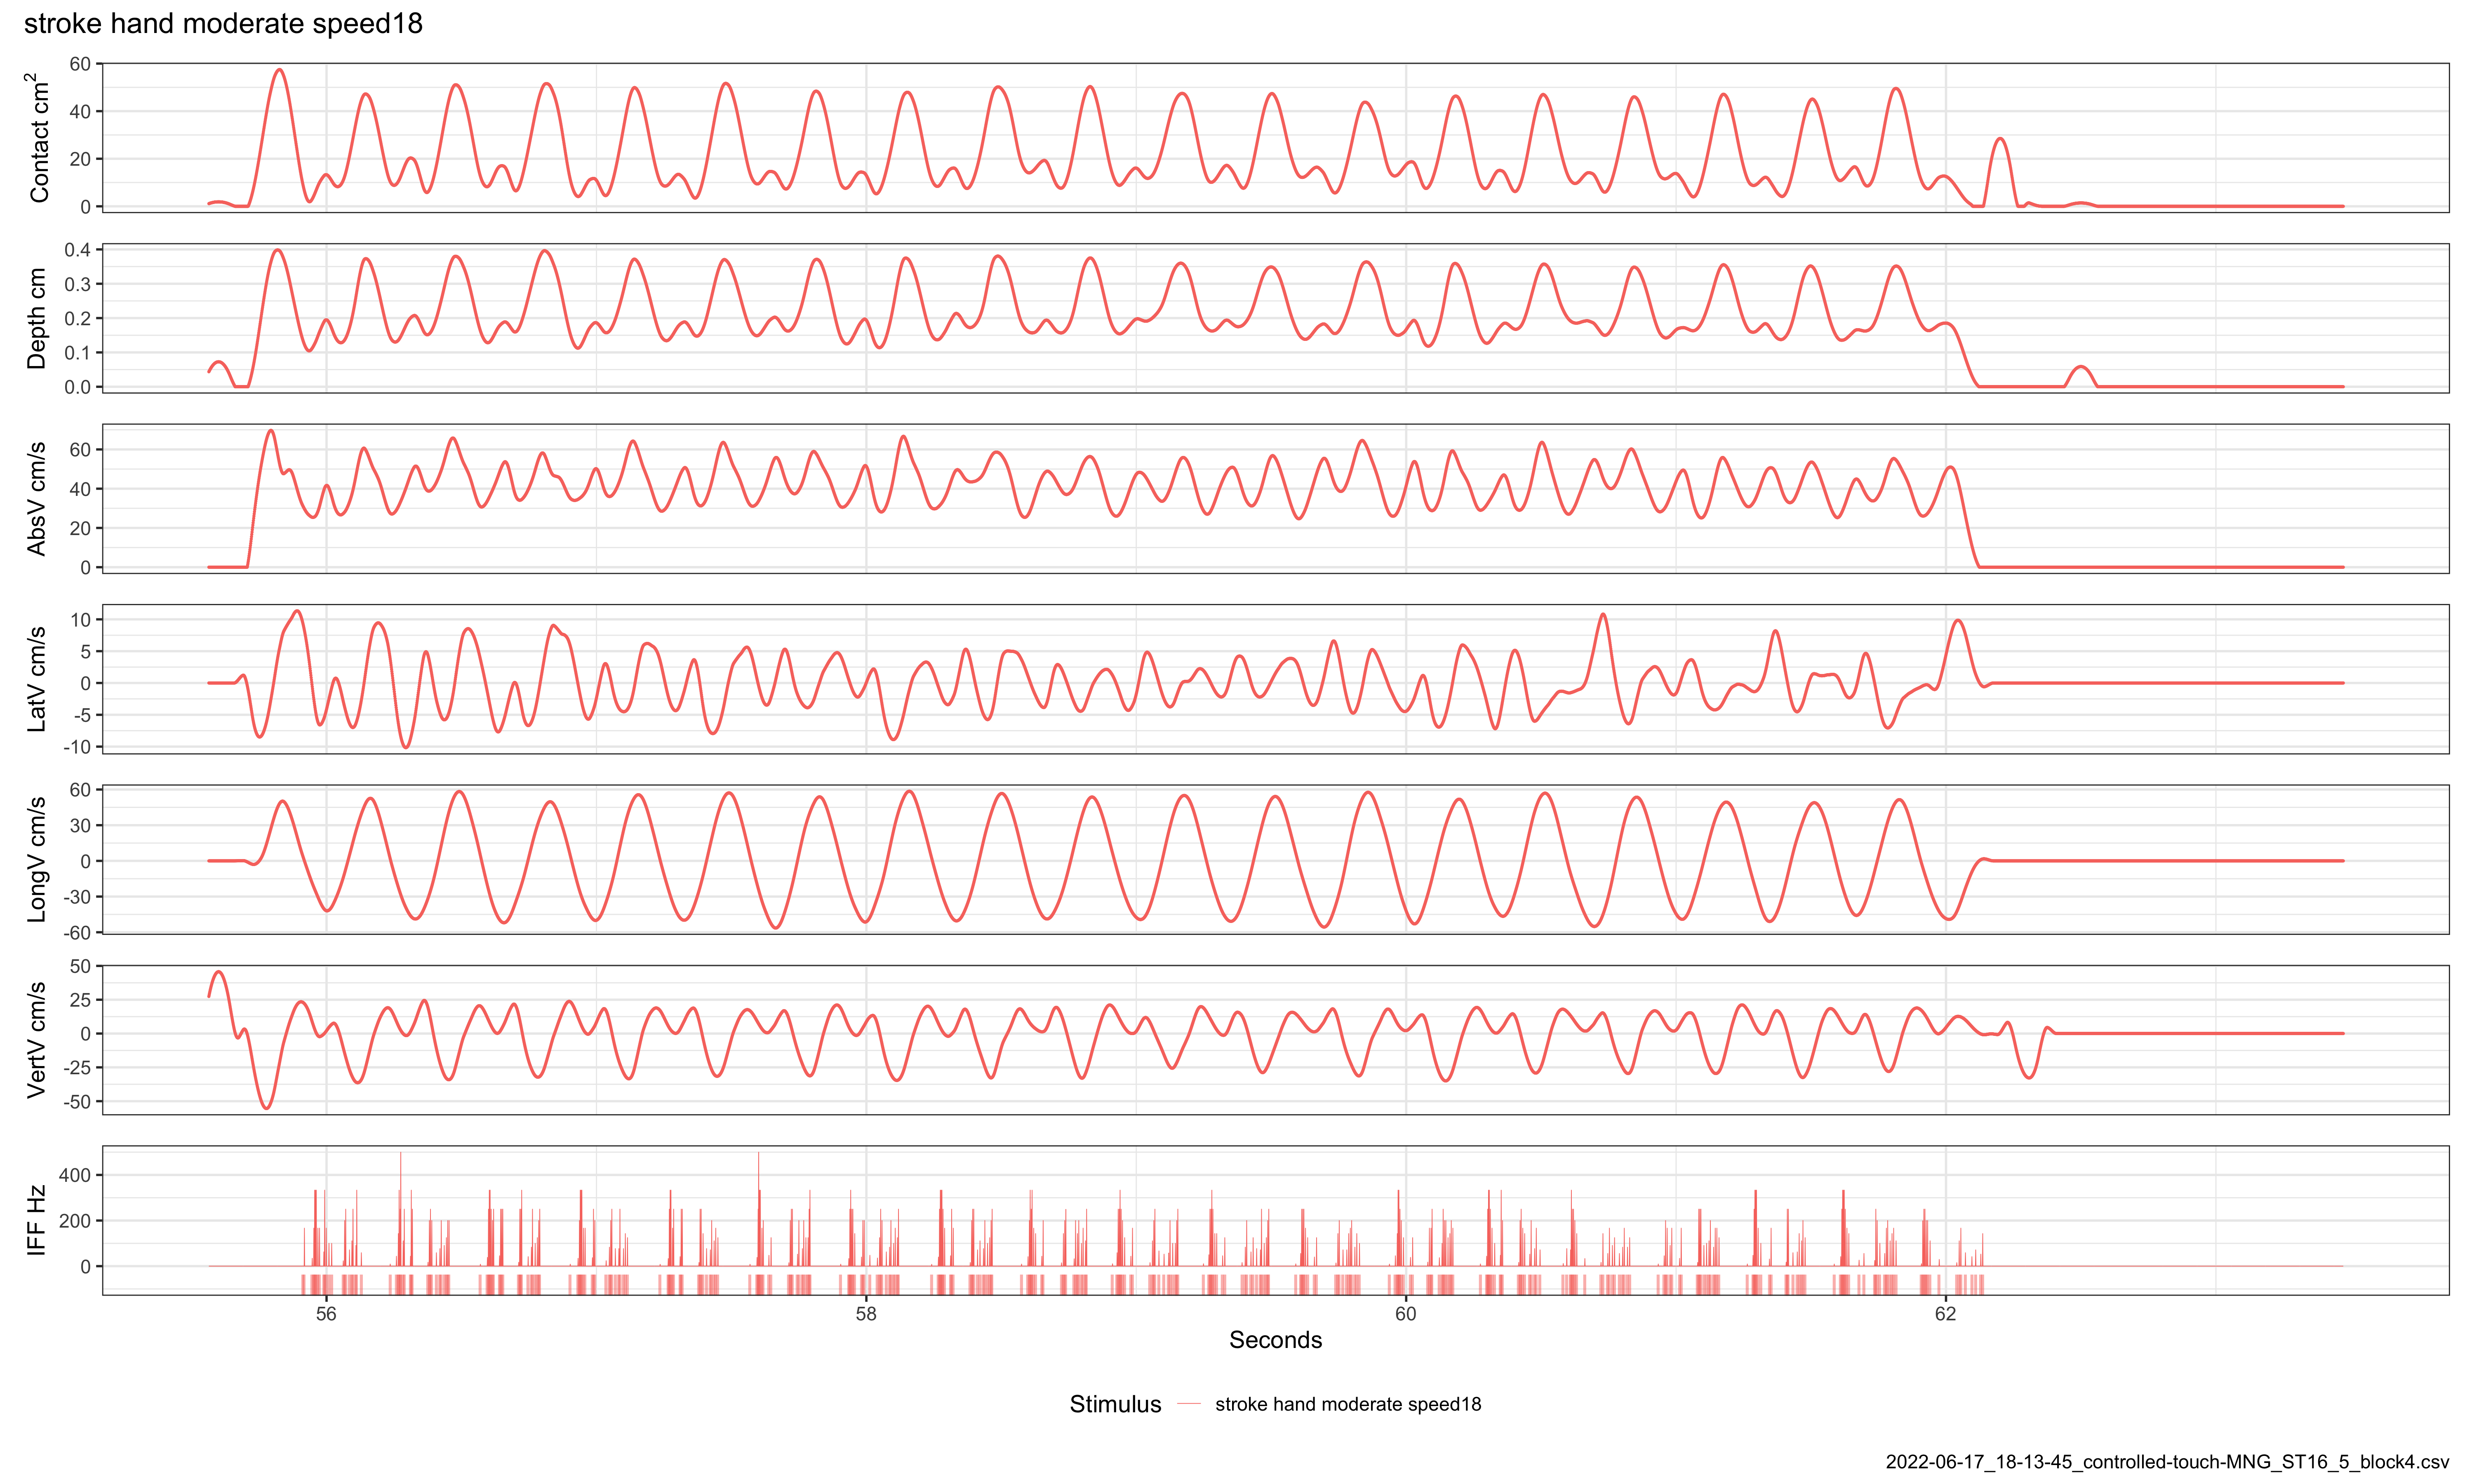 stroke hand moderate speed18
Contact cm²
60
40
20
0
Depth cm
0.4
0.3
0.2
0.1
0.0
AbsV cm/s
60
40
20
0
LatV cm/s
10
5
0
-5
-10
LongV cm/s
60
30
0
-30
-60
VertV cm/s
50
25
0
-25
-50
IFF Hz
400
200
0
56 58 60 62
Seconds
Stimulus stroke hand moderate speed18
2022-06-17_18-13-45_controlled-touch-MNG_ST16_5_block4.csv